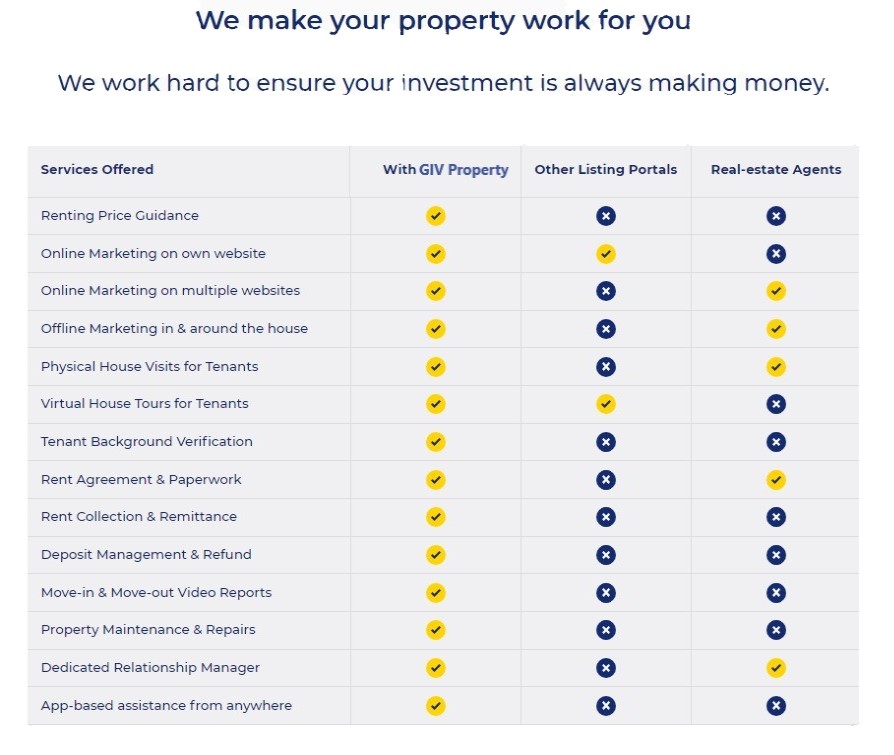 We make your property work for you
We work hard to ensure your investment is always making money.
Services Offered With GIV Property Other Listing Portals Real-estate Agents
Renting Price Guidance
Online Marketing on own website
Online Marketing on multiple websites
Offline Marketing in & around the house
Physical House Visits for Tenants
Virtual House Tours for Tenants
Tenant Background Verification
Rent Agreement & Paperwork
Rent Collection & Remittance
Deposit Management & Refund
Move-in & Move-out Video Reports
Property Maintenance & Repairs
Dedicated Relationship Manager
App-based assistance from anywhere